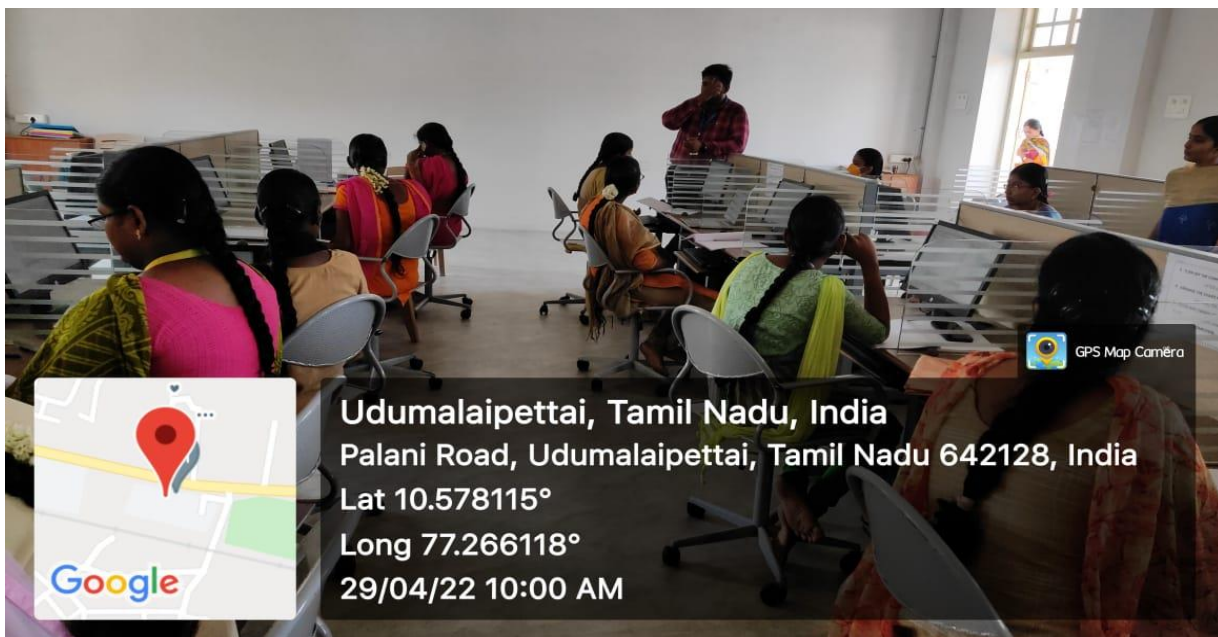 GPS Map Camera
Udumalaipettai, Tamil Nadu, India
Palani Road, Udumalaipettai, Tamil Nadu 642128, India
Lat 10.578115°
Long 77.266118°
29/04/22 10:00 AM
Google